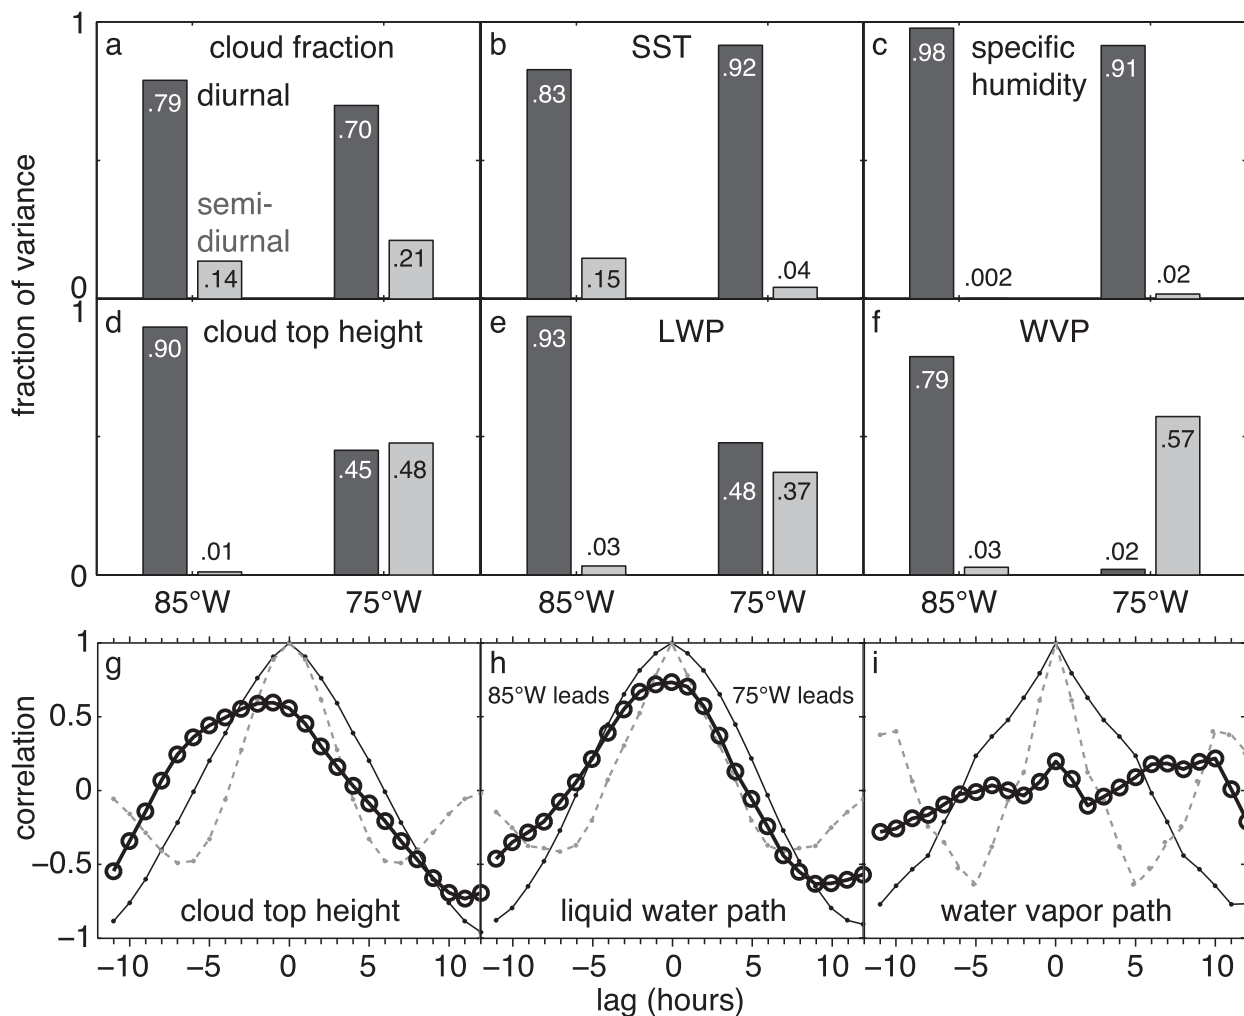 1
a
cloud fraction
.79
diurnal
.70
semi-
diurnal
.14
.21
0
b
SST
.83
.92
.15
.04
c
specific
humidity
.98
.91
.002
.02
fraction of variance
1
d
cloud top height
.90
.45
.48
.01
0
e
LWP
.93
.48
.37
.03
f
WVP
.79
.57
.03
.02
85°W
75°W
85°W
75°W
85°W
75°W
1
0.5
0
−0.5
−1
correlation
g
cloud top height
h
85°W leads
75°W leads
liquid water path
i
water vapor path
−10
−5
0
5
10
−10
−5
0
5
10
−10
−5
0
5
10
lag (hours)